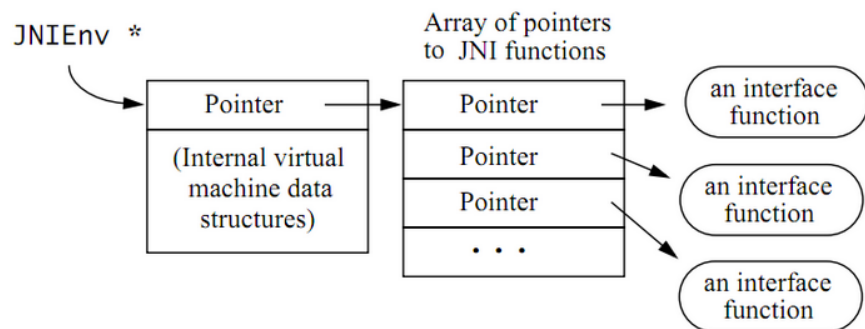 JNIEnv *
Array of pointers
to JNI functions
Pointer
(Internal virtual
machine data
structures)
Pointer
Pointer
Pointer
. . .
an interface
function
an interface
function
an interface
function